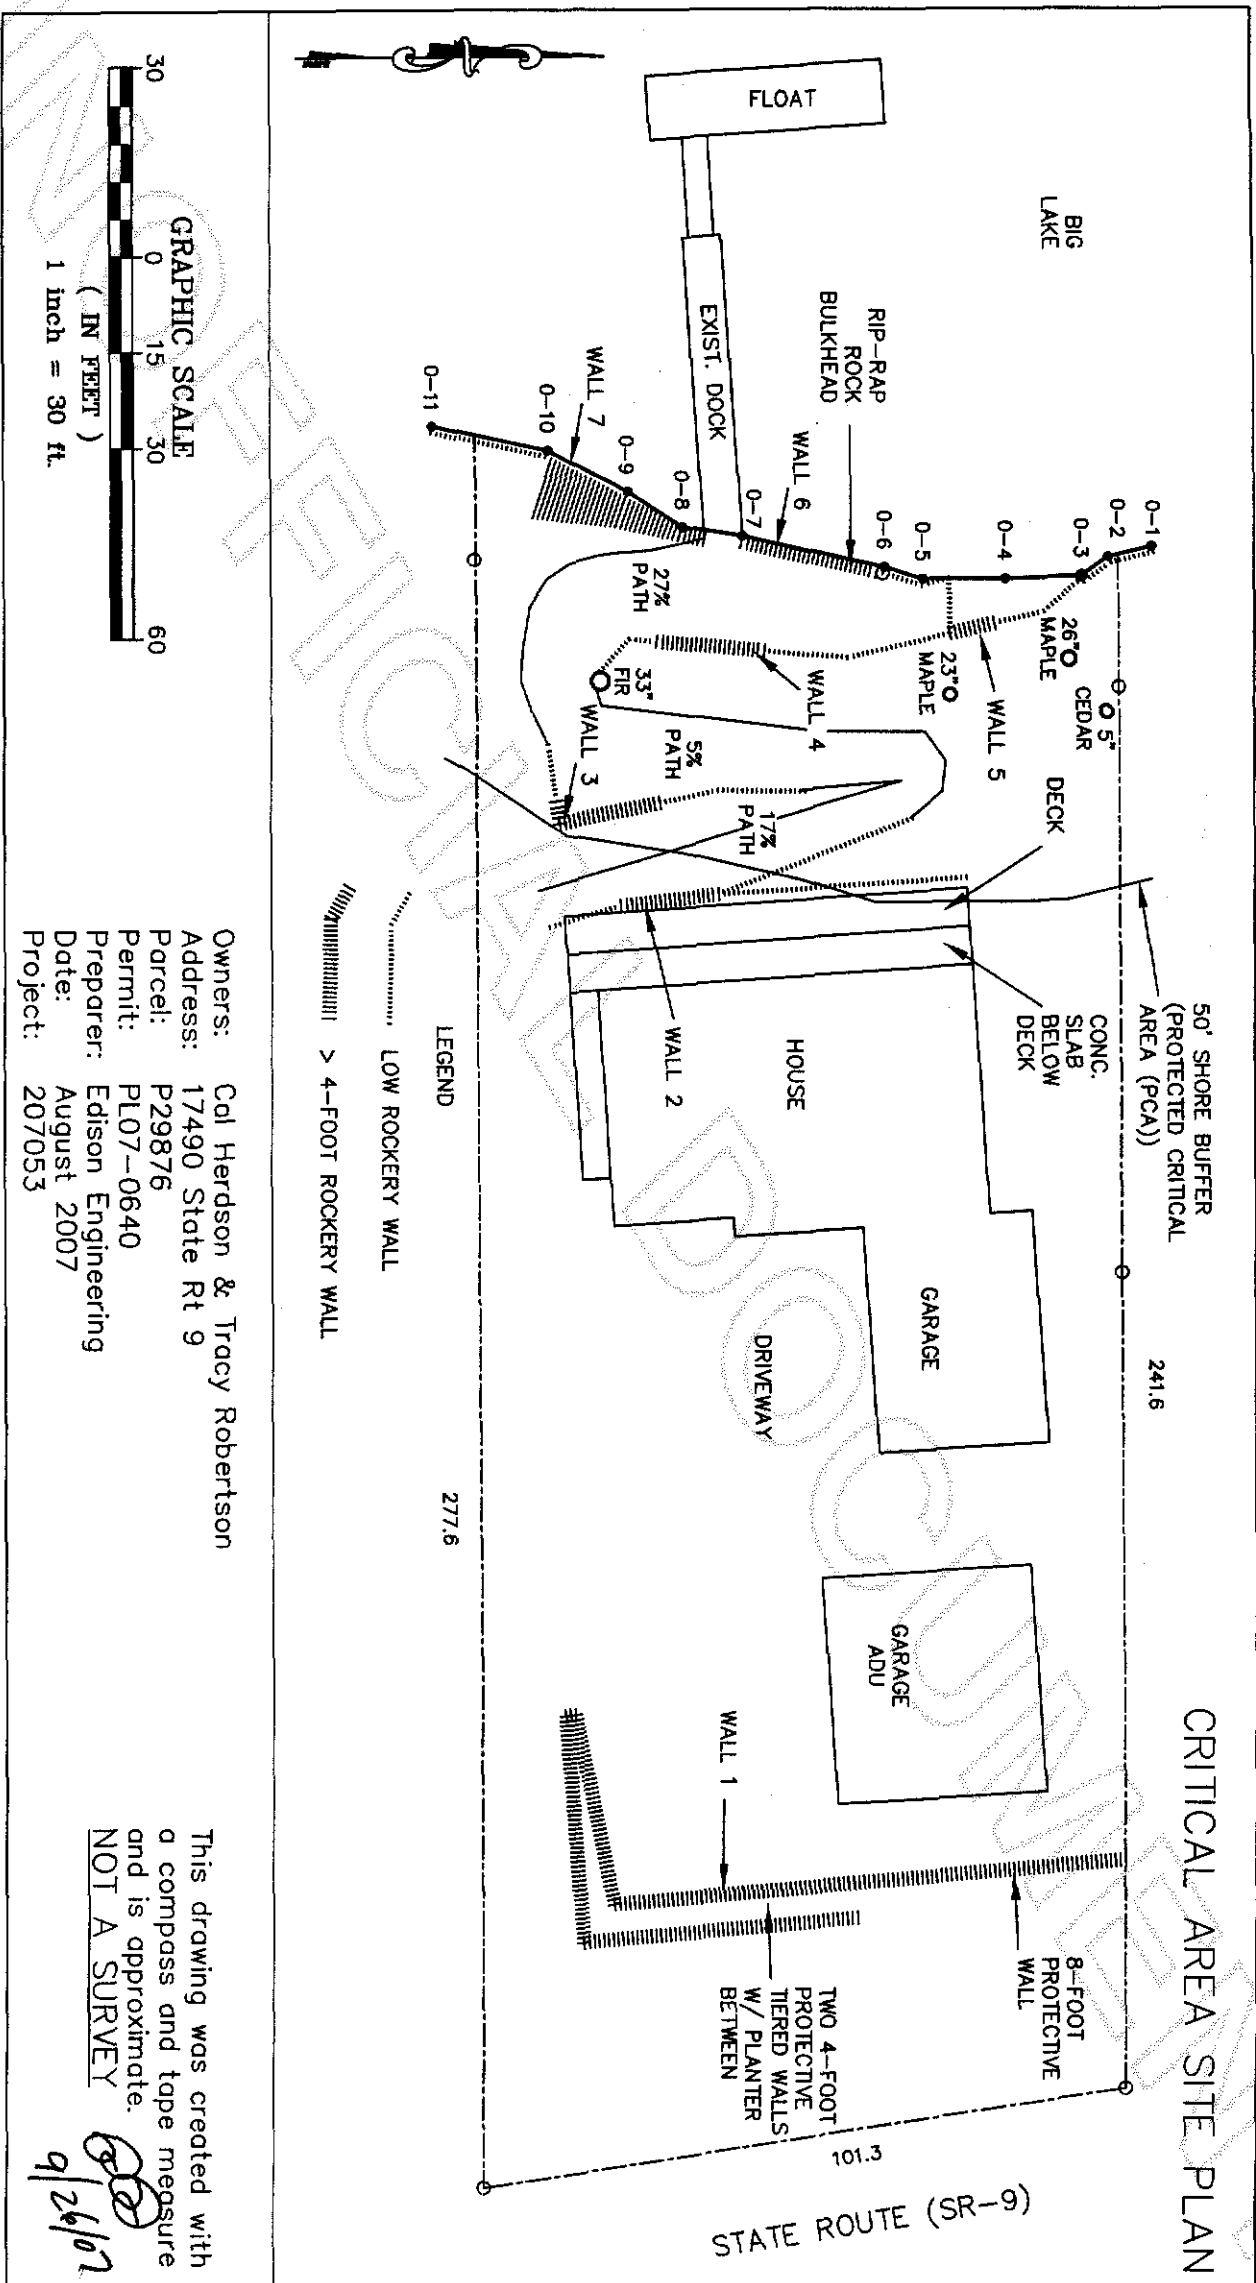 CRITICAL AREA SITE PLAN
BIG
LAKE
FLOAT
EXIST. DOCK
RIP-RAP
ROCK
BULKHEAD
WALL 6
WALL 7
0-1
0-2
0-3
0-4
0-5
0-6
0-7
0-8
0-9
0-10
0-11
26"
MAPLE
5"
CEDAR
23"
MAPLE
WALL 5
WALL 4
33"
FIR
WALL 3
27%
PATH
5%
PATH
17%
PATH
DECK
50' SHORE BUFFER
(PROTECTED CRITICAL
AREA (PCA))
CONC.
SLAB
BELOW
DECK
WALL 2
HOUSE
GARAGE
DRIVEWAY
241.6
277.6
GARAGE
ADU
WALL 1
8-FOOT
PROTECTIVE
WALL
TWO 4-FOOT
PROTECTIVE
TIERED WALLS
W/ PLANTER
BETWEEN
101.3
STATE ROUTE (SR-9)
LEGEND
LOW ROCKERY WALL
> 4-FOOT ROCKERY WALL
GRAPHIC SCALE
30 0 15 30 60
( IN FEET )
1 inch = 30 ft.
Owners: Cal Herdson & Tracy Robertson
Address: 17490 State Rt 9
Parcel: P29876
Permit: PL07-0640
Preparer: Edison Engineering
Date: August 2007
Project: 207053
This drawing was created with
a compass and tape measure
and is approximate.
NOT A SURVEY
9/26/07
UNOFFICIAL DOCUMENT